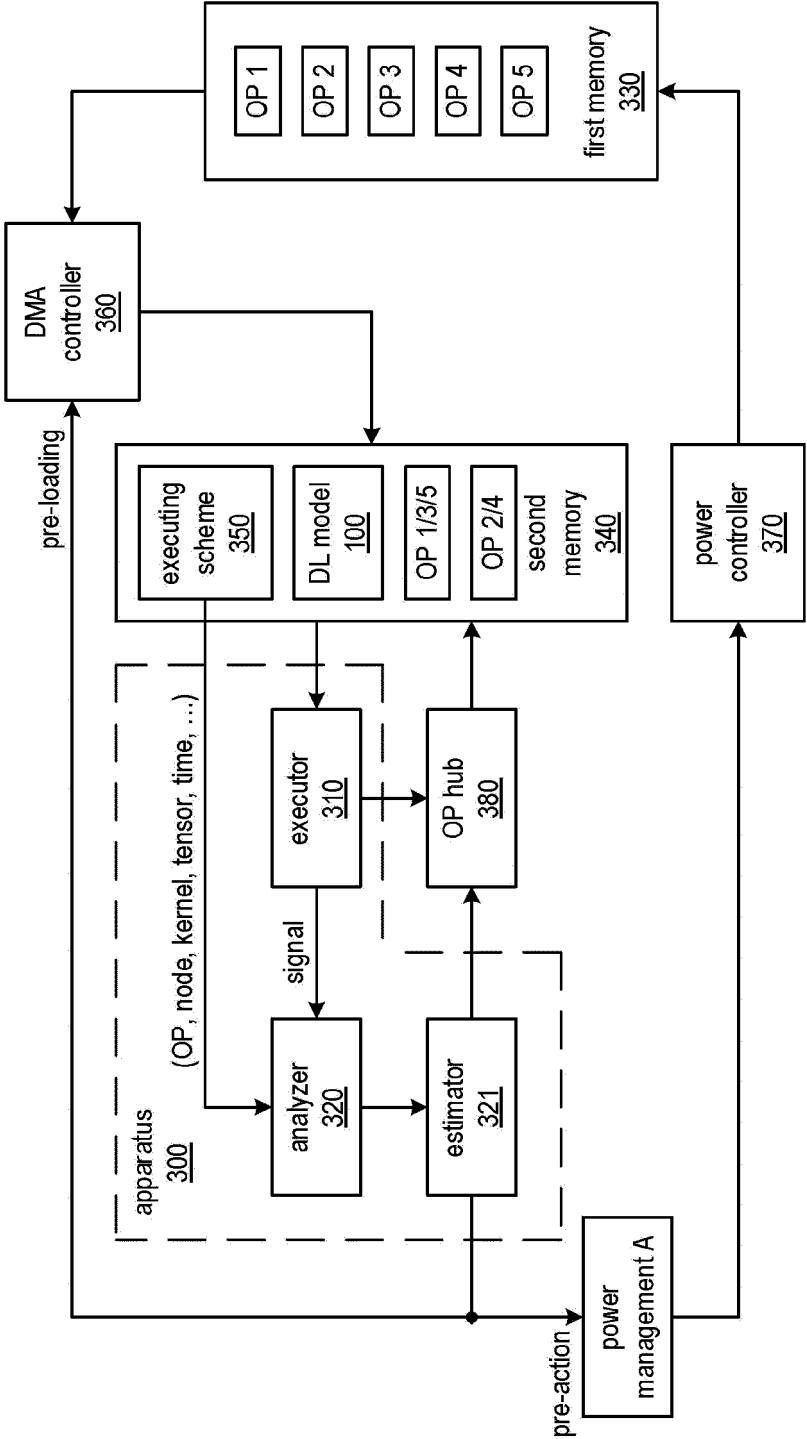 pre-loading
DMA
controller
360
apparatus
300
(OP, node, kernel, tensor, time, …)
executing
scheme
350
OP 1
OP 2
OP 3
OP 4
OP 5
first memory
330
analyzer
320
signal
executor
310
DL model
100
OP 1/3/5
OP 2/4
second
memory
340
estimator
321
OP hub
380
pre-action
power
management A
power
controller
370